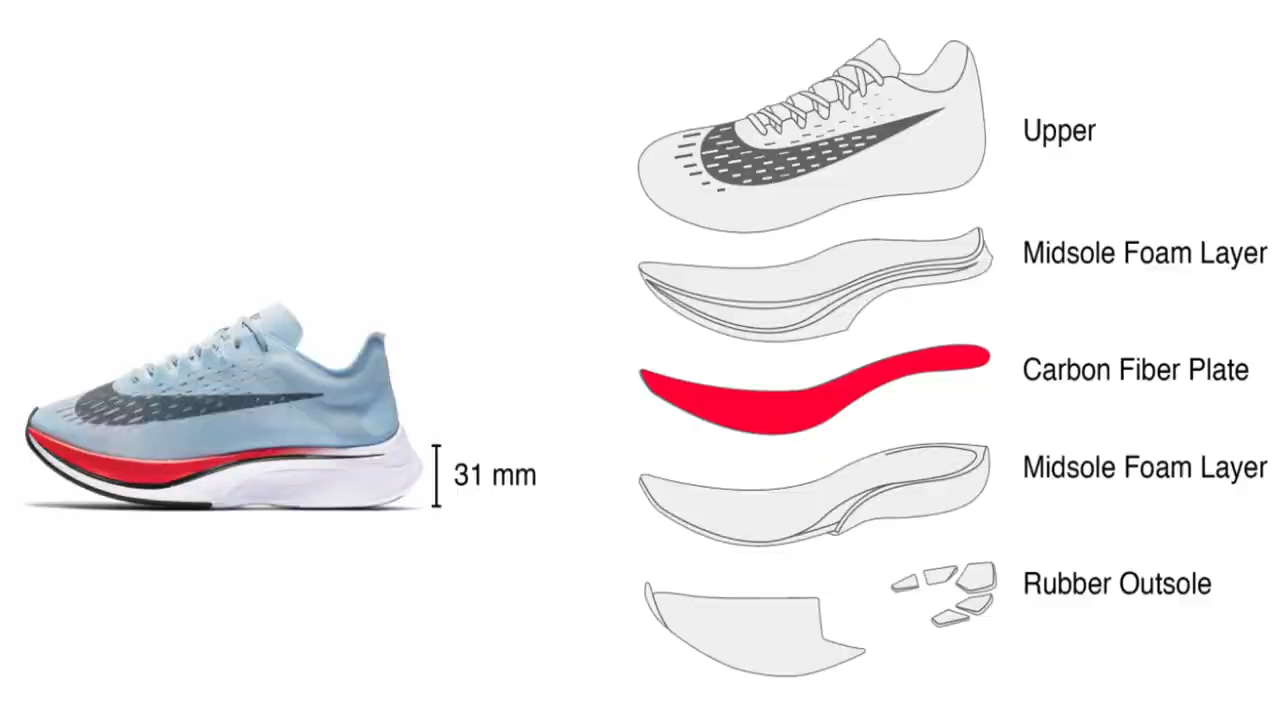 Upper
Midsole Foam Layer
Carbon Fiber Plate
31 mm
Midsole Foam Layer
Rubber Outsole